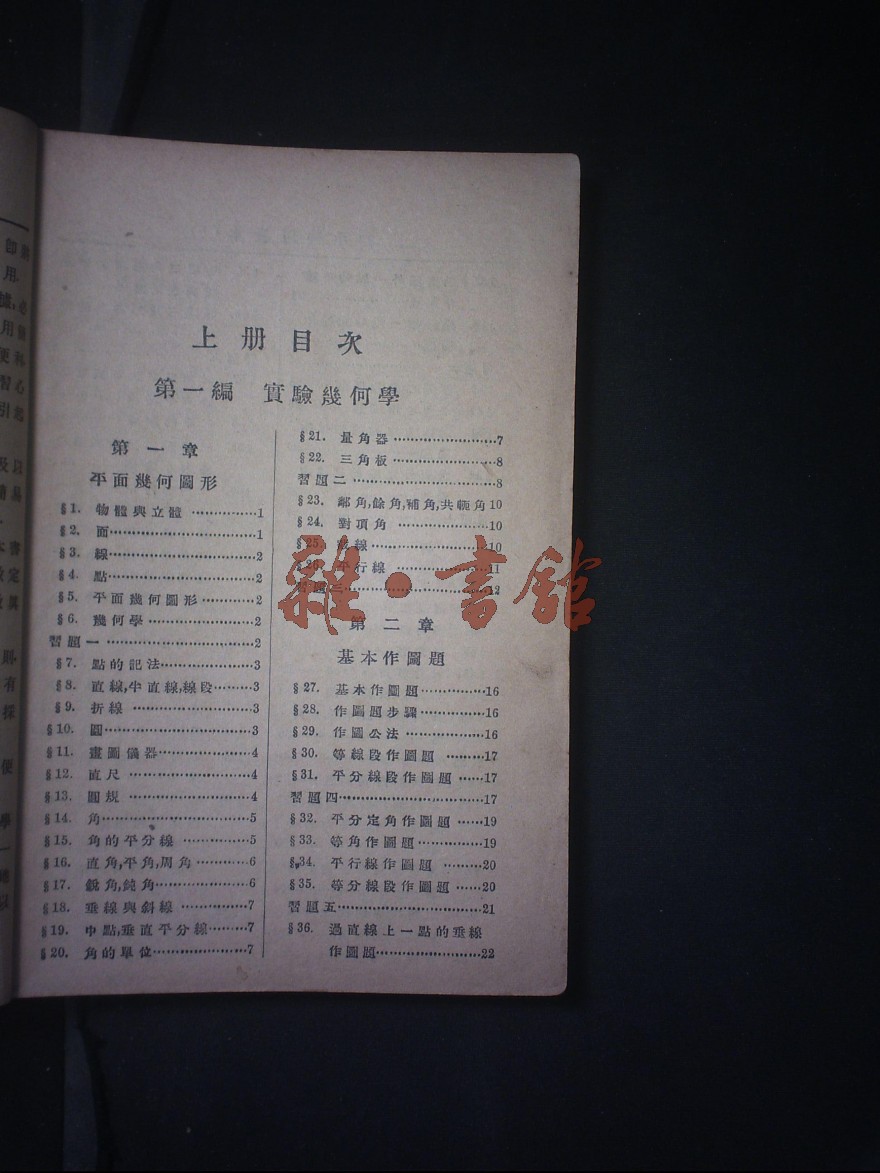 上册目次
第一編 實驗幾何學
第一章
平面幾何圖形
§1. 物體與立體 ……………1
§2. 面……………………………1
§3. 線……………………………2
§4. 點……………………………2
§5. 平面幾何圖形…………2
§6. 幾何學……………………2
習題一……………………………2
§7. 點的記法…………………3
§8. 直線,半直線,線段………3
§9. 折線 ………………………3
§10. 圓……………………………3
§11. 畫圖儀器…………………4
§12. 直尺 ………………………4
§13. 圓規 ………………………4
§14. 角……………………………5
§15. 角的平分線 ……………5
§16. 直角,平角,周角…………6
§17. 銳角,鈍角…………………6
§18. 垂線與斜線 ……………7
§19. 中點,垂直平分線………7
§20. 角的單位…………………7
§21. 量角器……………………7
§22. 三角板……………………8
習題二……………………………8
§23. 鄰角,餘角,補角,共軛角10
§24. 對頂角 …………………10
線…………………10
平行線 …………………11
習題三……………………………12
第二章
基本作圖題
§27. 基本作圖題……………16
§28. 作圖題步驟……………16
§29. 作圖公法………………16
§30. 等線段作圖題 ………17
§31. 平分線段作圖題 ……17
習題四……………………………17
§32. 平分定角作圖題 ……19
§33. 等角作圖題……………19
§34. 平行線作圖題 ………20
§35. 等分線段作圖題 ……20
習題五……………………………21
§36. 過直線上一點的垂線
作圖題……………………22
雜·書館